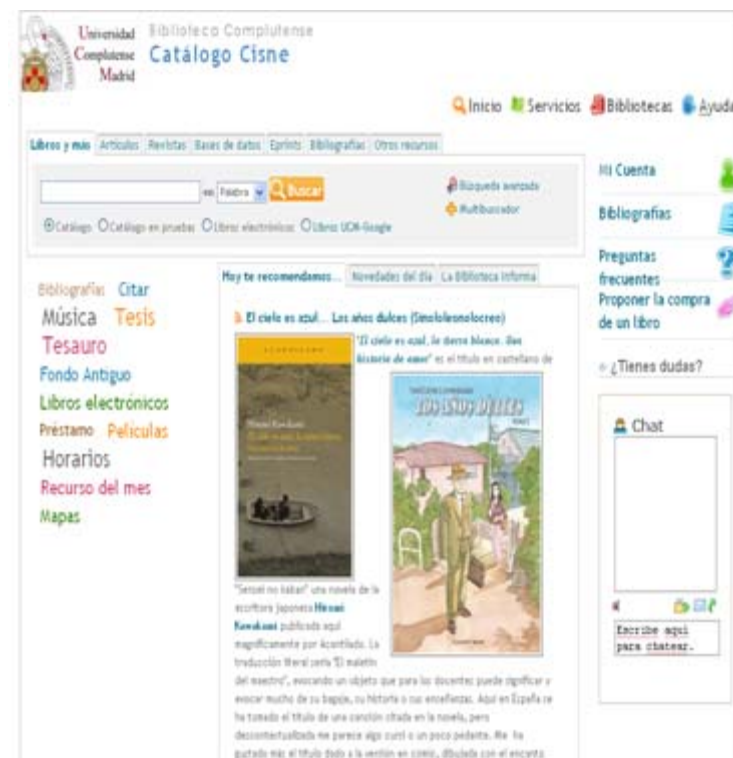 Universidad
Complutense
Madrid
Biblioteca Complutense
Catálogo Cisne
Inicio Servicios Bibliotecas Ayuda
Libros y más Artículos Revistas Bases de datos Eprints Bibliografías Otros recursos
en Palabra Buscar
Búsqueda avanzada
Multibuscador
Catálogo Catálogo en pruebas Libros electrónicos Libros UCM-Google
Mi Cuenta
Bibliografías
Preguntas
frecuentes
Proponer la compra
de un libro
¿Tienes dudas?
Chat
Escribe aqui
para chatear.
Bibliografías Citar
Música Tesis
Tesauro
Fondo Antiguo
Libros electrónicos
Préstamo Películas
Horarios
Recurso del mes
Mapas
Hoy te recomendamos... Novedades del día La Biblioteca Informa
El cielo es azul... Los años dulces (Sinololeonolocreo)
"El cielo es azul, la tierra blanca. Una
historia de amor" es el título en castellano de
Hiromi Kawakami
LOS AÑOS DULCES
"Sensei no kaban" una novela de la
escritora japonesa Hiromi
Kawakami publicada aquí
magníficamente por Acantilado. La
traducción literal sería "El maletín
del maestro", evocando un objeto que para los docentes puede significar y
evocar mucho de su bagaje, su historia o sus enseñanzas. Aquí en España se
ha tomado el título de una canción citada en la novela, pero
descontextualizada me parece algo cursi o un poco pedante. Me ha
gustado más el título dado a la versión en cómic, dibujada con el encanto